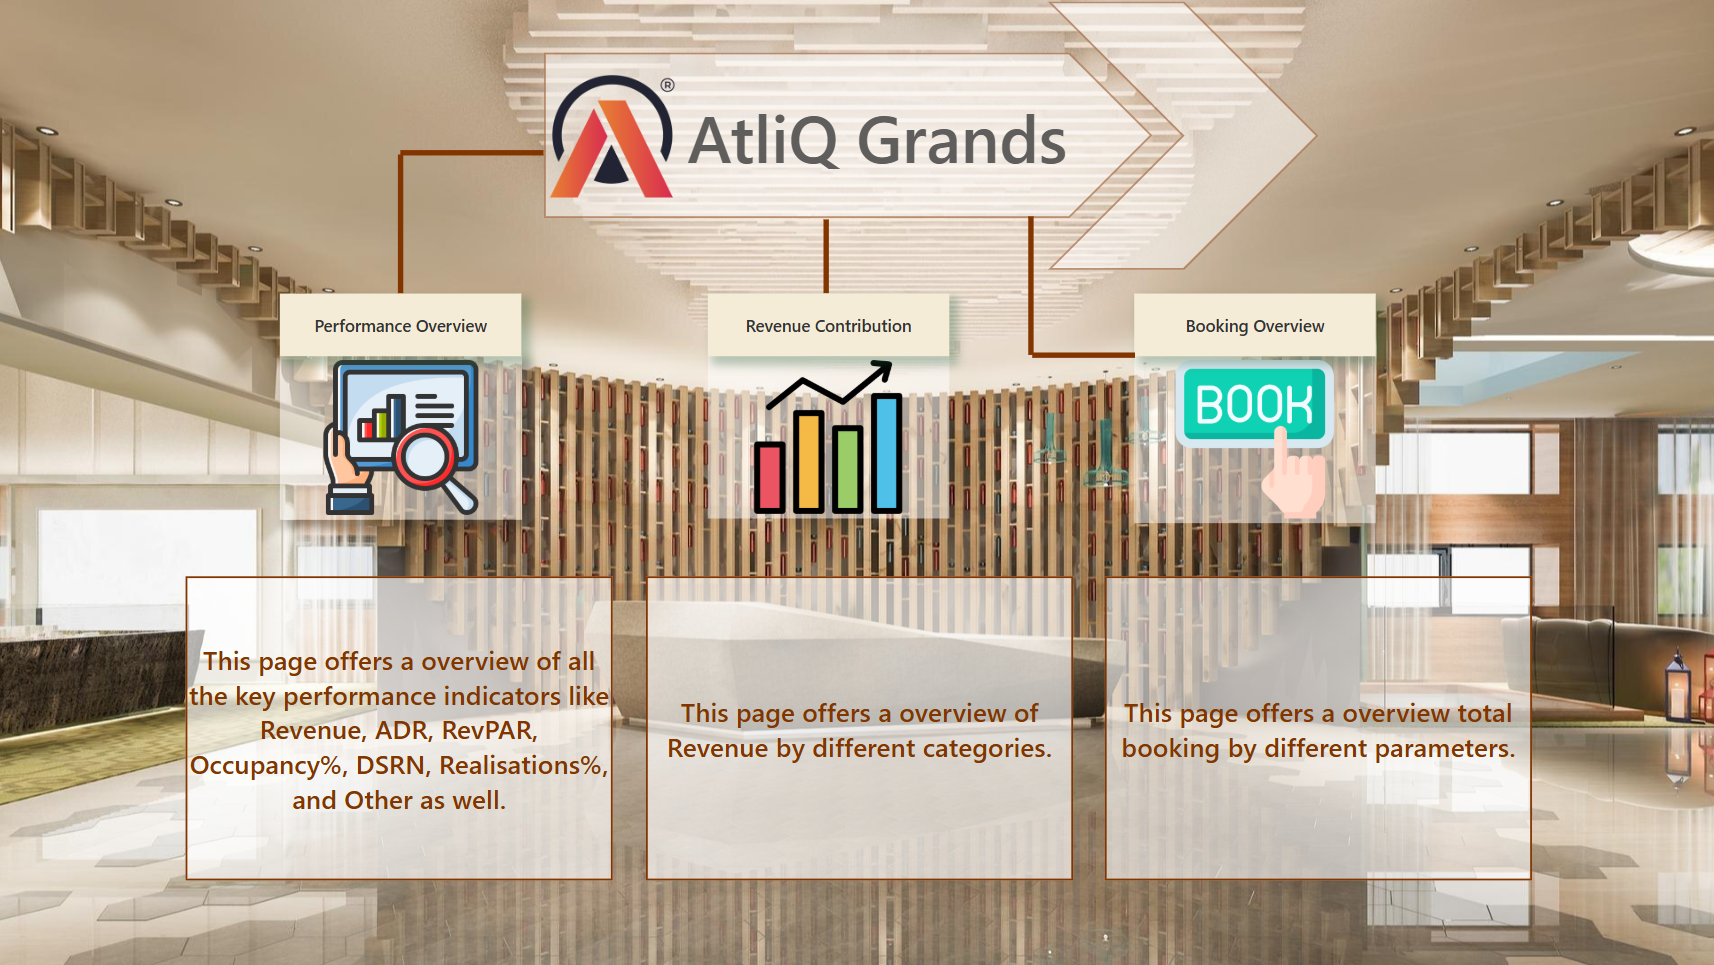 ®
AtliQ Grands
Performance Overview
Revenue Contribution
Booking Overview
BOOK
This page offers a overview of all
the key performance indicators like
Revenue, ADR, RevPAR,
Occupancy%, DSRN, Realisations%,
and Other as well.
This page offers a overview of
Revenue by different categories.
This page offers a overview total
booking by different parameters.